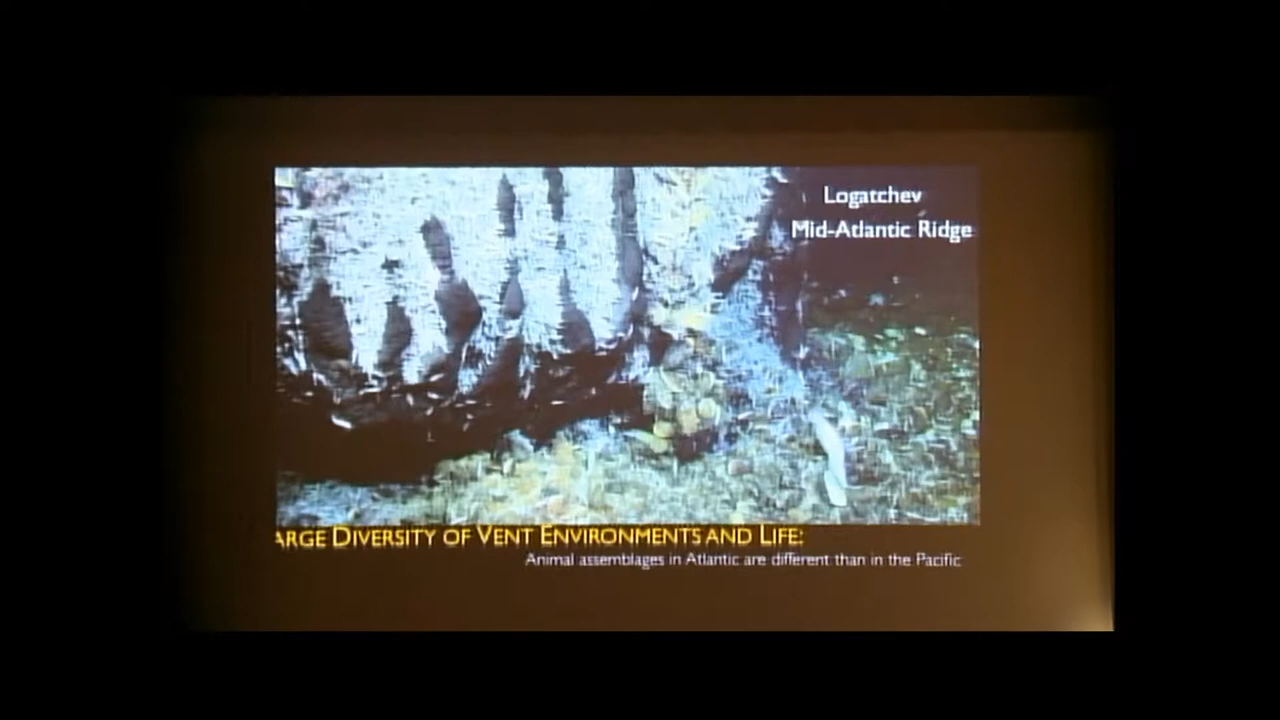 Logatchev
Mid-Atlantic Ridge
ARGE DIVERSITY OF VENT ENVIRONMENTS AND LIFE:
Animal assemblages in Atlantic are different than in the Pacific